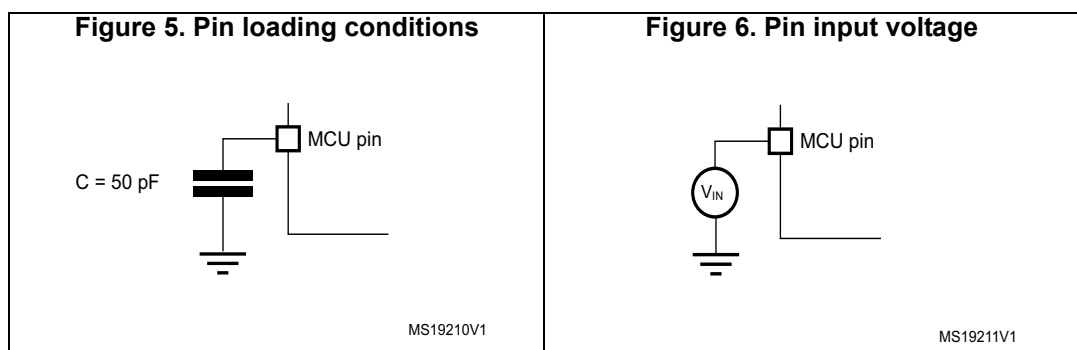 Figure 5. Pin loading conditions
MCU pin
C = 50 pF
MS19210V1
Figure 6. Pin input voltage
MCU pin
VIN
MS19211V1